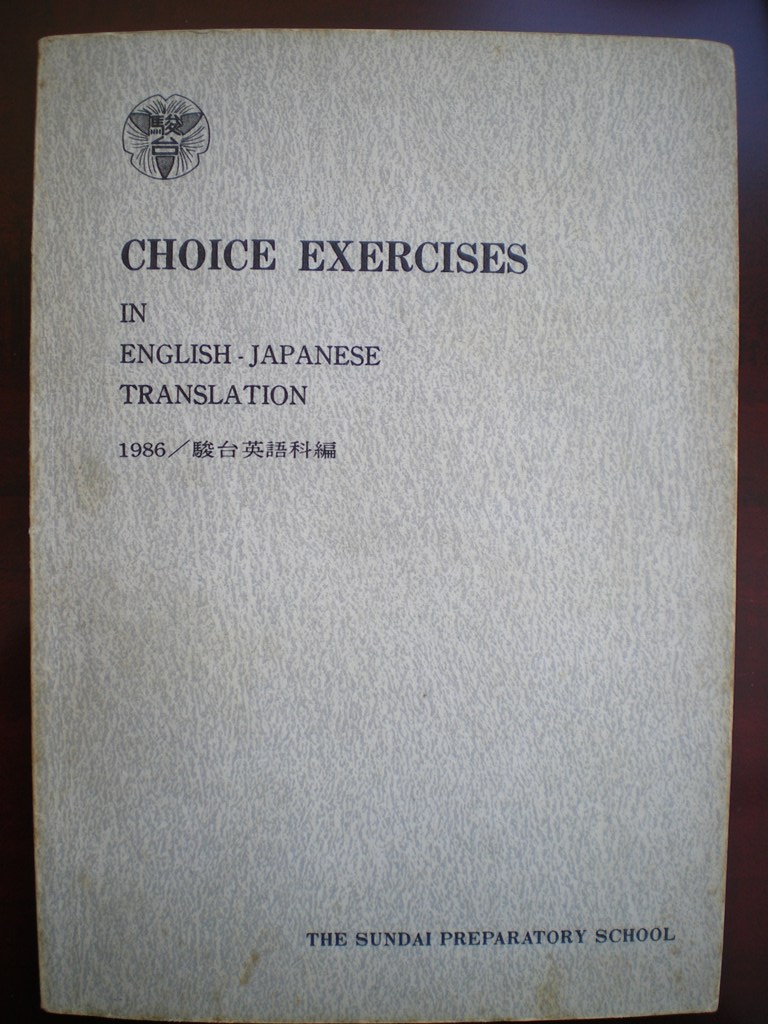 駿
台
CHOICE EXERCISES
IN
ENGLISH - JAPANESE
TRANSLATION
1986／駿台英語科編
THE SUNDAI PREPARATORY SCHOOL